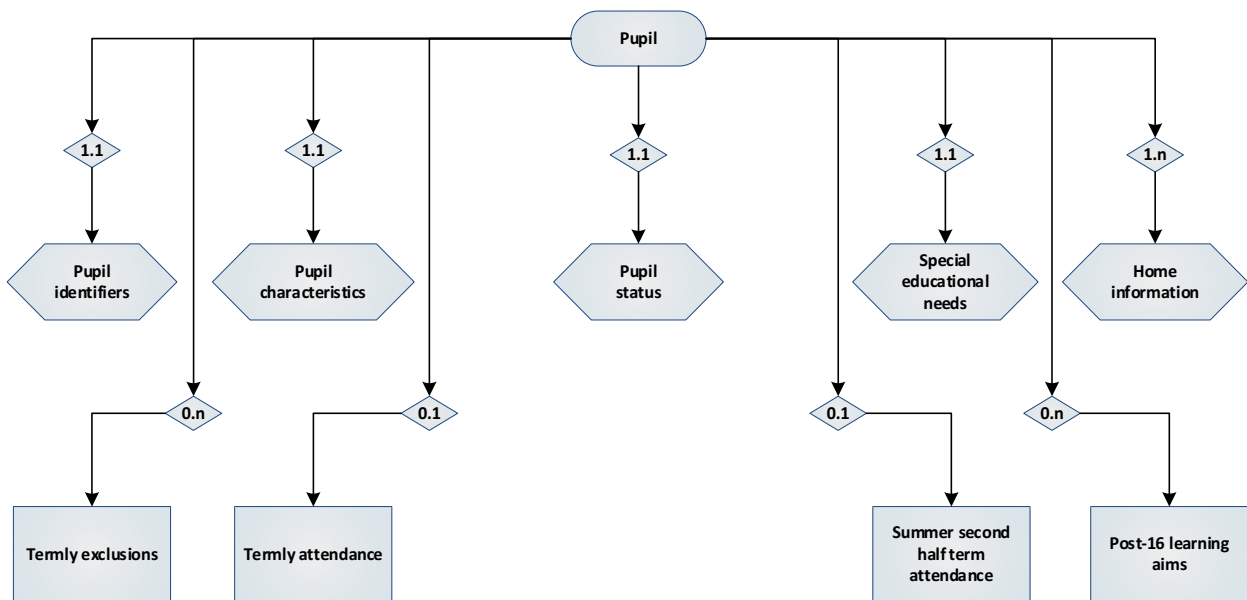 Pupil
1.1
1.1
1.1
1.1
1.n
Pupil
identifiers
Pupil
characteristics
Pupil
status
Special
educational
needs
Home
information
0.n
0.1
0.1
0.n
Termly exclusions
Termly attendance
Summer second
half term
attendance
Post-16 learning
aims